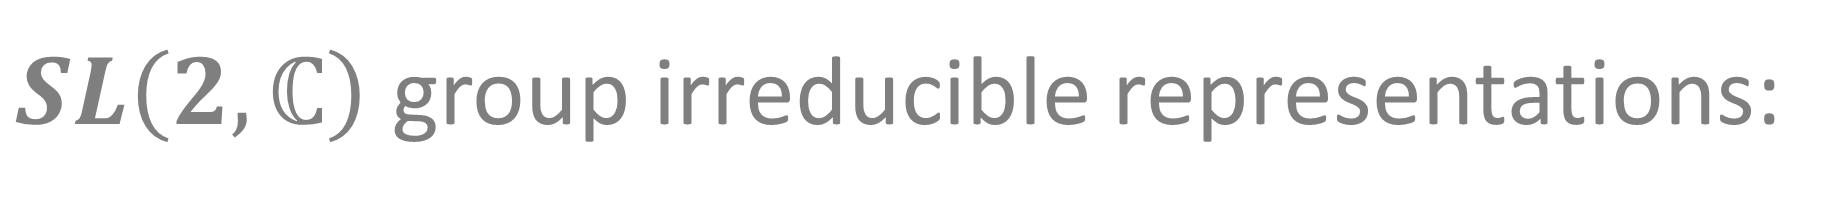 SL(2, ℂ) group irreducible representations: